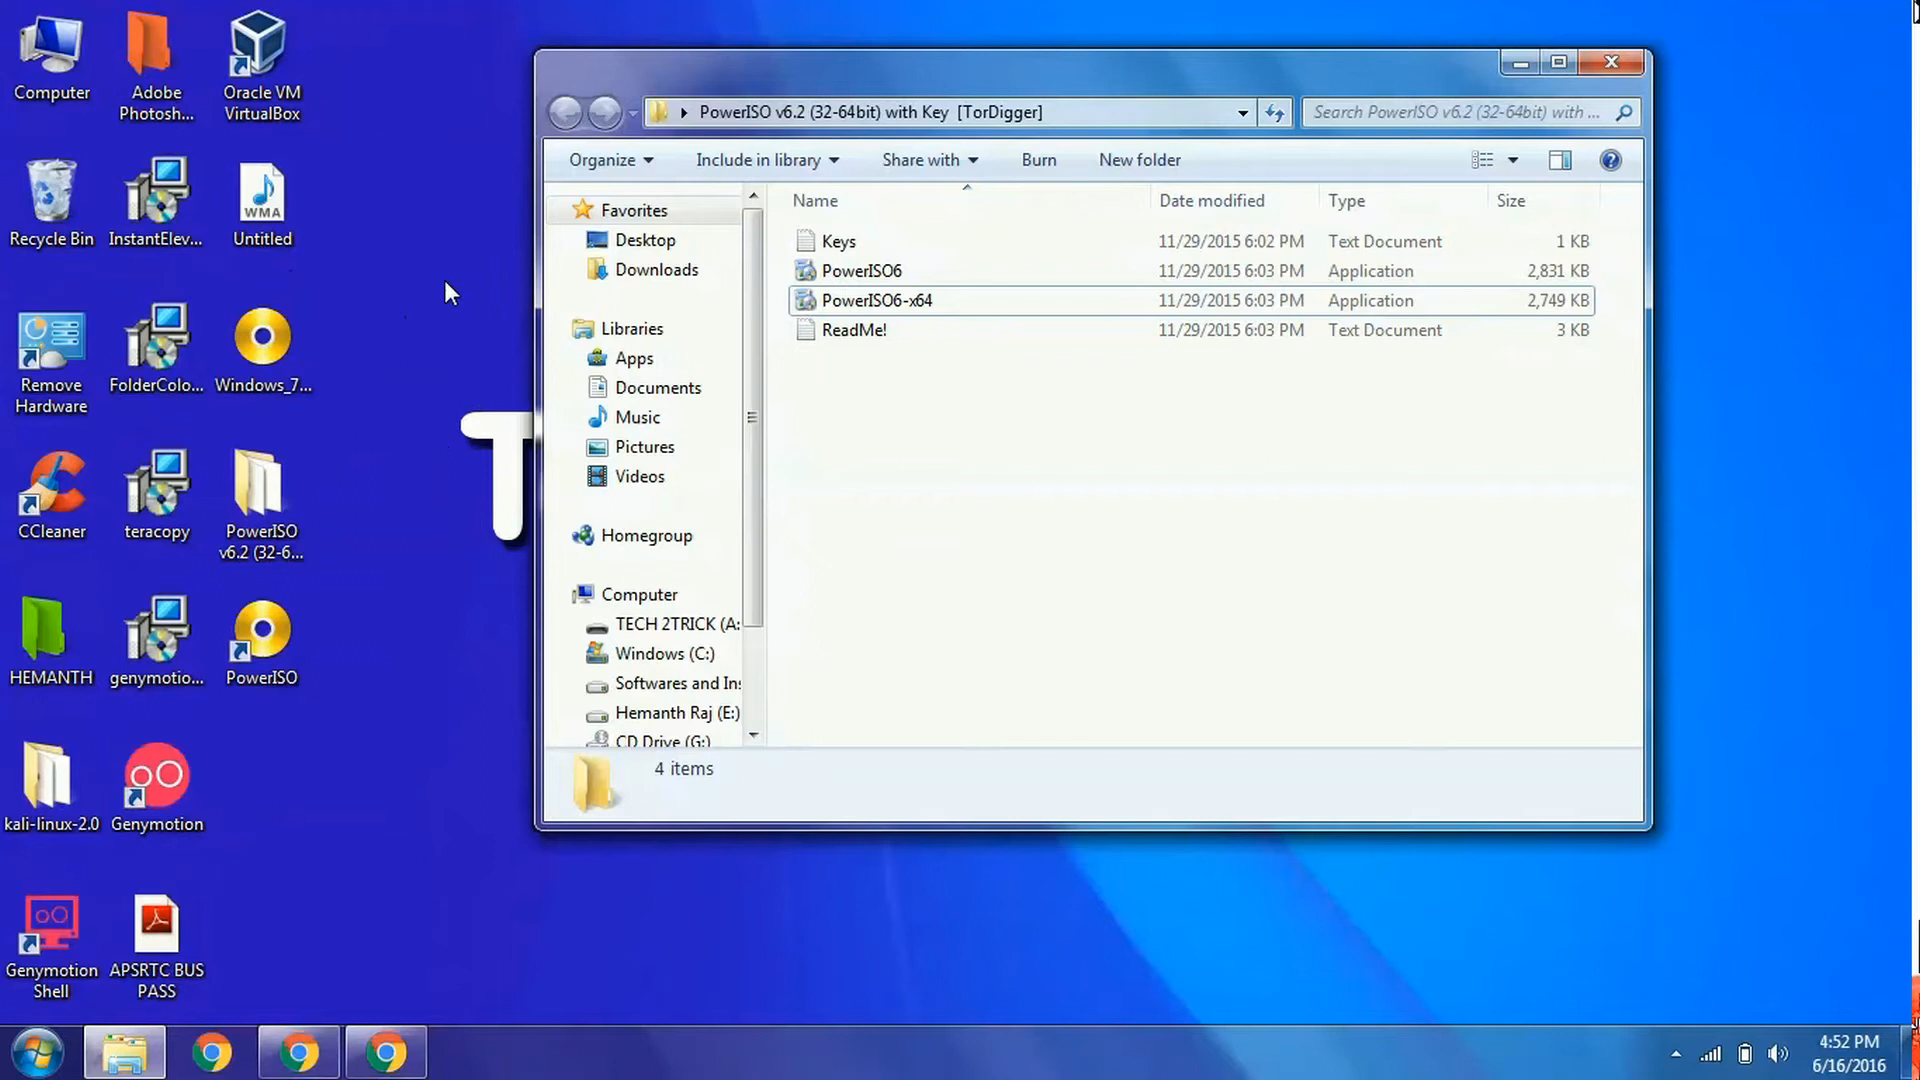 Computer
Adobe
Photosh...
Oracle VM
VirtualBox
Recycle Bin
InstantElev...
WMA
Untitled
Remove
Hardware
FolderColo...
Windows_7...
CCleaner
teracopy
PowerISO
v6.2 (32-6...
HEMANTH
genymotio...
PowerISO
kali-linux-2.0
Genymotion
Genymotion
Shell
APSRTC BUS
PASS
T
PowerISO v6.2 (32-64bit) with Key [TorDigger]
Search PowerISO v6.2 (32-64bit) with ...
Organize
Include in library
Share with
Burn
New folder
Favorites
Desktop
Downloads
Libraries
Apps
Documents
Music
Pictures
Videos
Homegroup
Computer
TECH 2TRICK (A:
Windows (C:)
Softwares and Ins
Hemanth Raj (E:)
CD Drive (G:)
Name Date modified Type Size
Keys 11/29/2015 6:02 PM Text Document 1 KB
PowerISO6 11/29/2015 6:03 PM Application 2,831 KB
PowerISO6-x64 11/29/2015 6:03 PM Application 2,749 KB
ReadMe! 11/29/2015 6:03 PM Text Document 3 KB
4 items
4:52 PM
6/16/2016